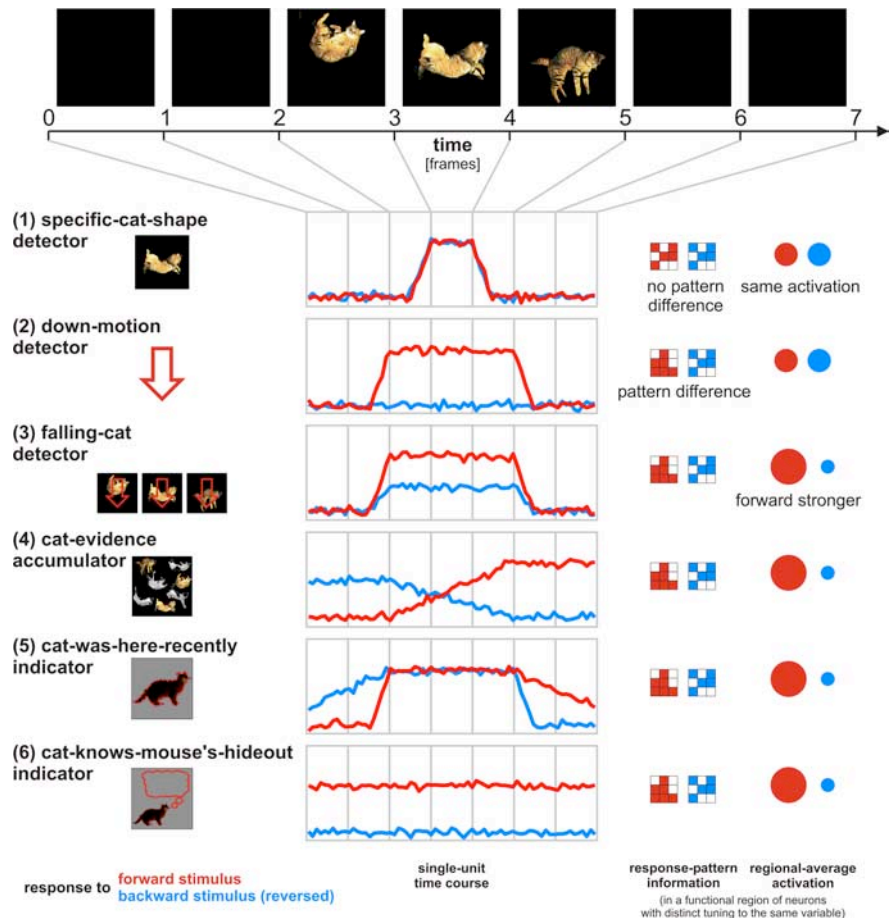 0 1 2 3 4 5 6 7
time
[frames]
(1) specific-cat-shape
detector
no pattern
difference
same activation
(2) down-motion
detector
pattern difference
(3) falling-cat
detector
forward stronger
(4) cat-evidence
accumulator
(5) cat-was-here-recently
indicator
(6) cat-knows-mouse's-hideout
indicator
response to
forward stimulus
backward stimulus (reversed)
single-unit
time course
response-pattern
information
regional-average
activation
(in a functional region of neurons
with distinct tuning to the same variable)